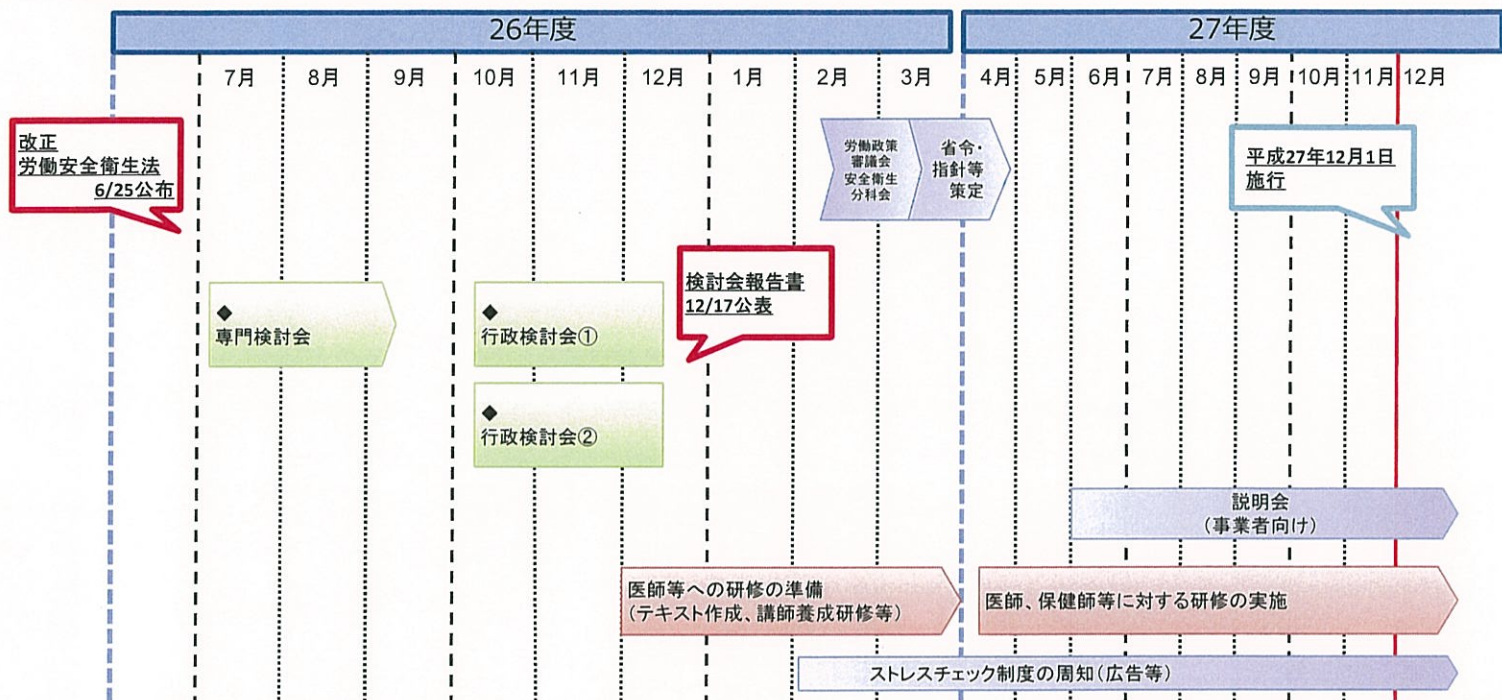 26年度
27年度
7月
8月
9月
10月
11月
12月
1月
2月
3月
4月
5月
6月
7月
8月
9月
10月
11月
12月
改正
労働安全衛生法
6/25公布
労働政策
審議会
安全衛生
分科会
省令・
指針等
策定
平成27年12月1日
施行
◆
専門検討会
◆
行政検討会①
検討会報告書
12/17公表
◆
行政検討会②
説明会
(事業者向け)
医師等への研修の準備
(テキスト作成、講師養成研修等)
医師、保健師等に対する研修の実施
ストレスチェック制度の周知(広告等)